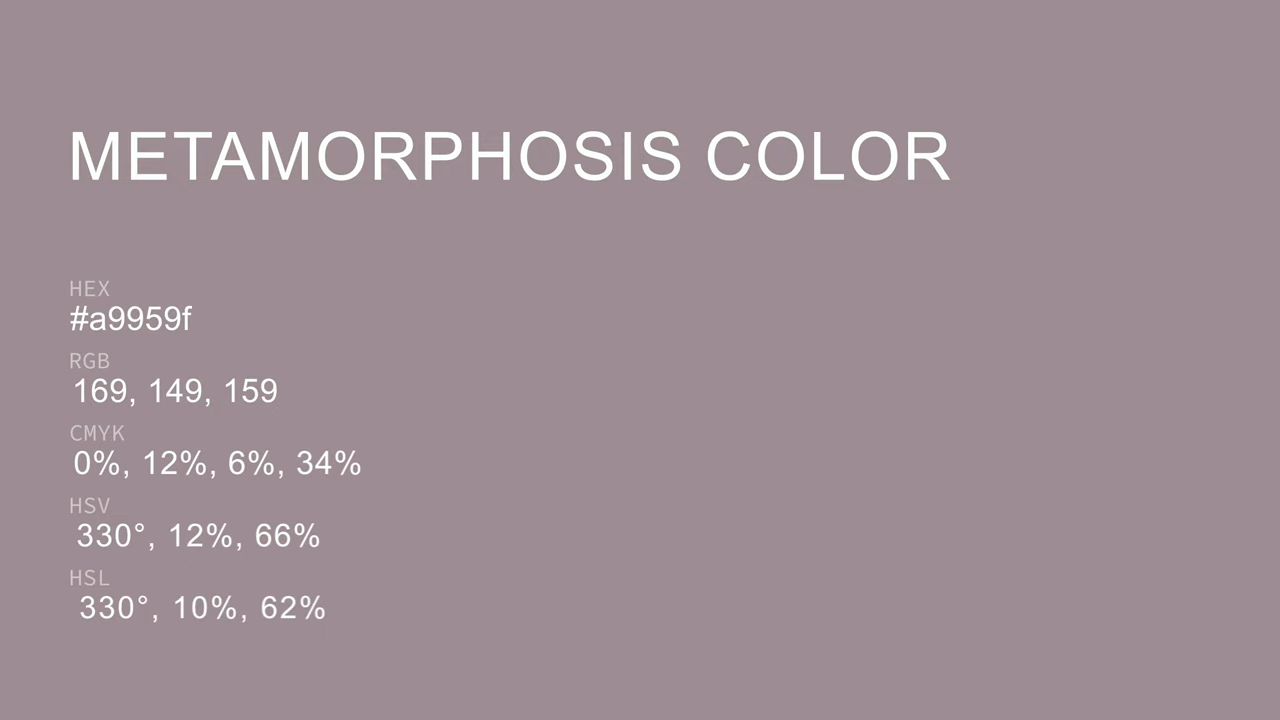 METAMORPHOSIS COLOR
HEX
#a9959f
RGB
169, 149, 159
CMYK
0%, 12%, 6%, 34%
HSV
330°, 12%, 66%
HSL
330°, 10%, 62%